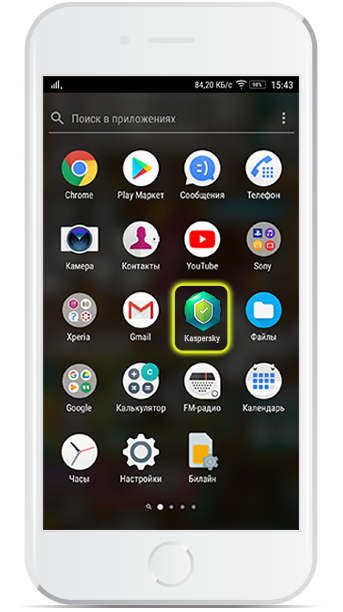 84,20 КБ/с 98% 15:43
Поиск в приложениях
Chrome Play Маркет Сообщения Телефон
Камера Контакты YouTube Sony
Xperia Gmail Kaspersky Файлы
Google Калькулятор FM-радио Календарь
Часы Настройки Билайн